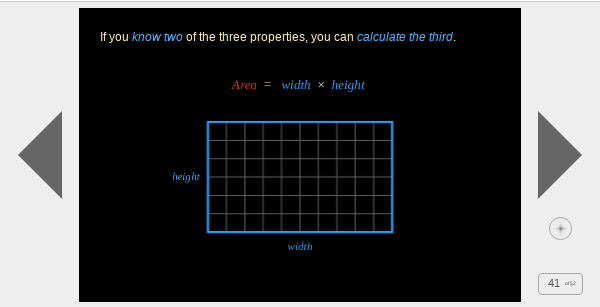 If you know two of the three properties, you can calculate the third.
Area = width × height
height
width
41 of 52